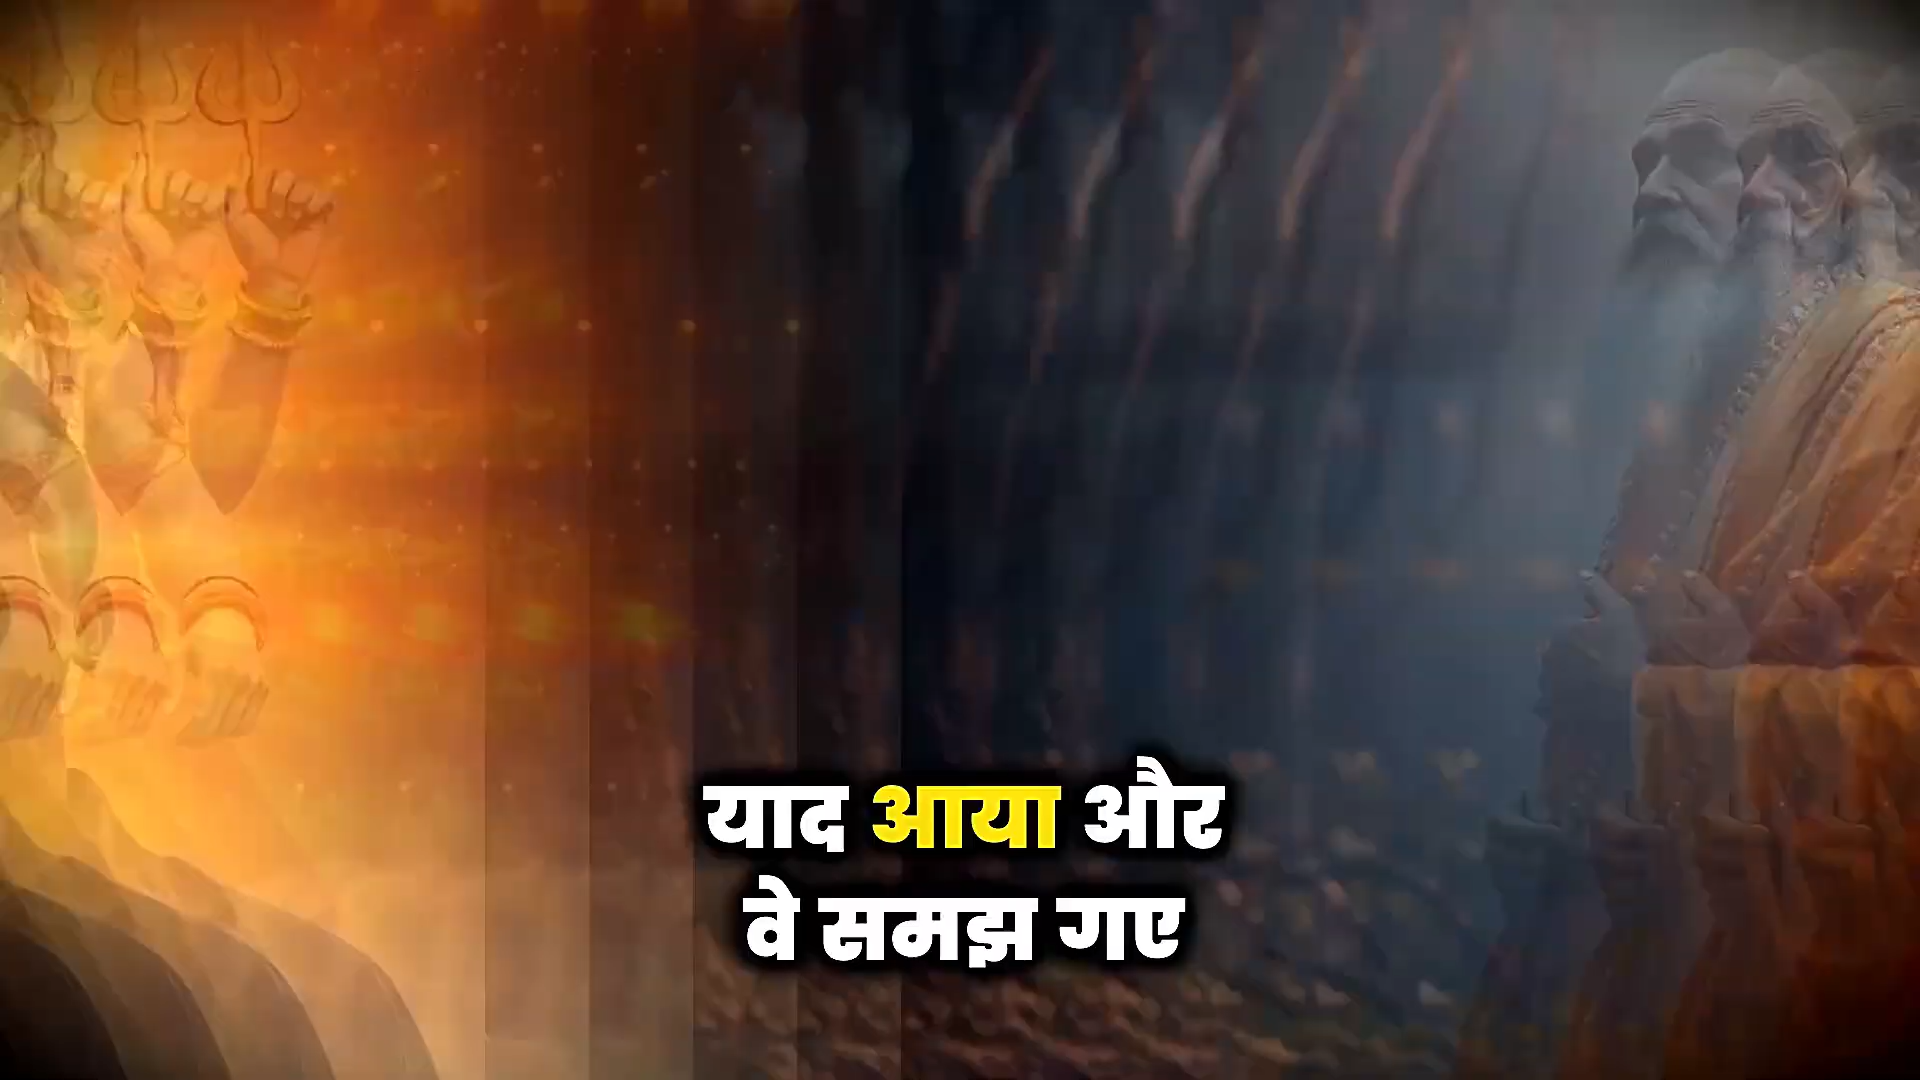 याद आया और
वे समझ गए